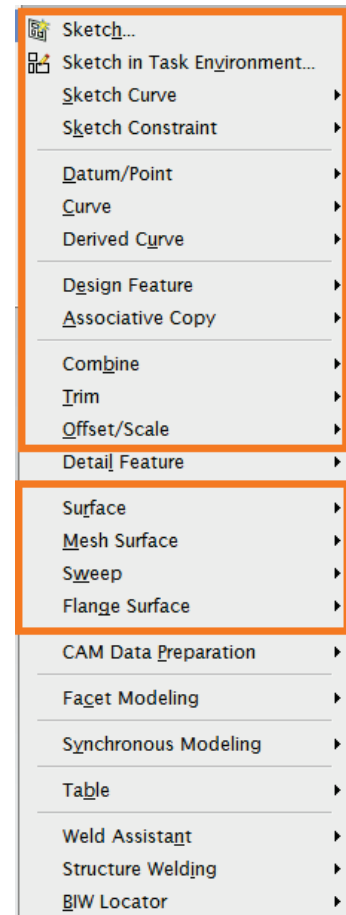 Sketch...
Sketch in Task Environment...
Sketch Curve
Sketch Constraint
Datum/Point
Curve
Derived Curve
Design Feature
Associative Copy
Combine
Trim
Offset/Scale
Detail Feature
Surface
Mesh Surface
Sweep
Flange Surface
CAM Data Preparation
Facet Modeling
Synchronous Modeling
Table
Weld Assistant
Structure Welding
BIW Locator